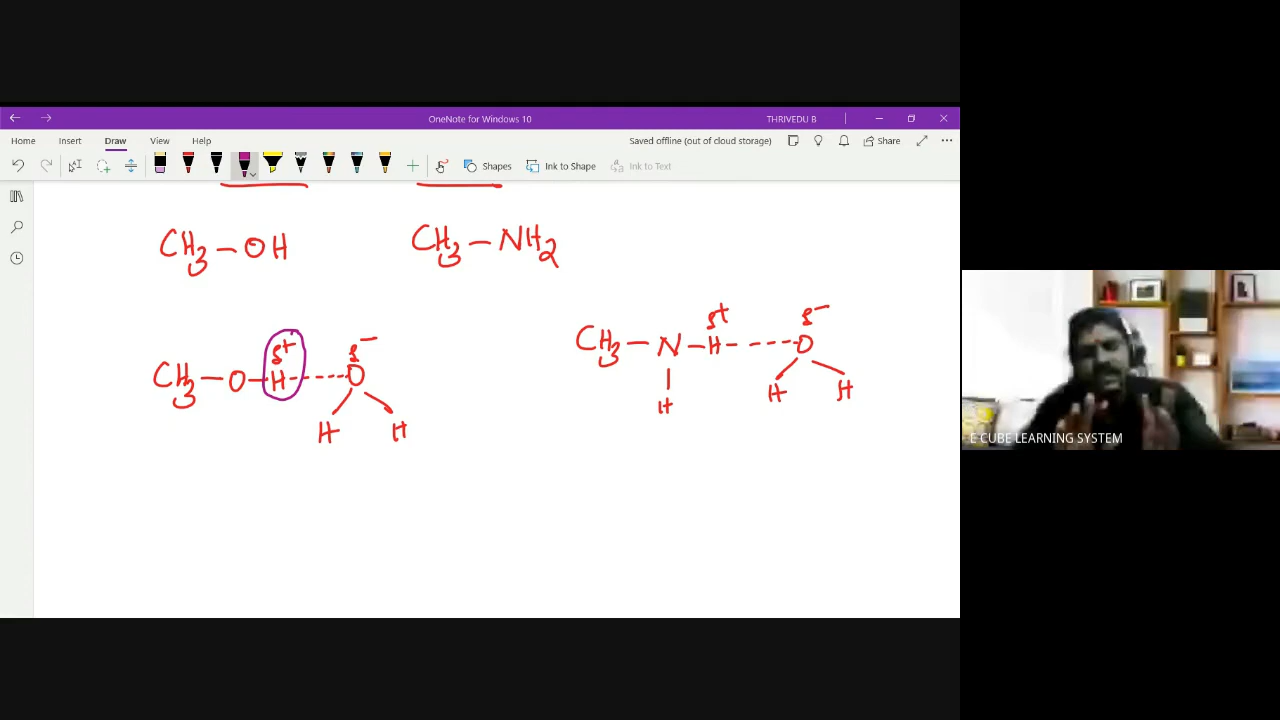 OneNote for Windows 10
THRIVEDU B
Home Insert Draw View Help
Saved offline (out of cloud storage)
Share
Shapes
Ink to Shape
Ink to Text
CH3 – OH
CH3 – NH2
CH3 – O – H δ+ ---- O δ-
H H
CH3 – N – H δ+ ---- O δ-
H H H
E CUBE LEARNING SYSTEM